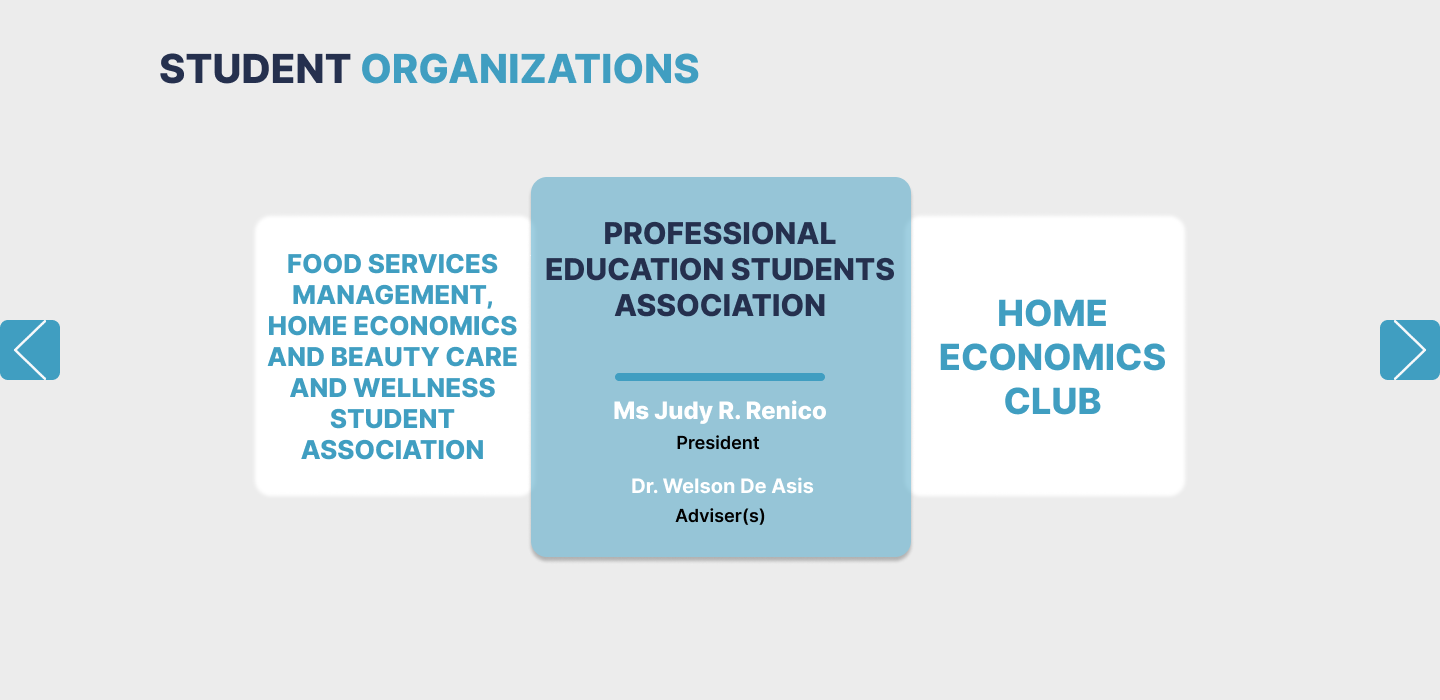 STUDENT ORGANIZATIONS
FOOD SERVICES
MANAGEMENT,
HOME ECONOMICS
AND BEAUTY CARE
AND WELLNESS
STUDENT
ASSOCIATION
PROFESSIONAL
EDUCATION STUDENTS
ASSOCIATION
Ms Judy R. Renico
President
Dr. Welson De Asis
Adviser(s)
HOME
ECONOMICS
CLUB